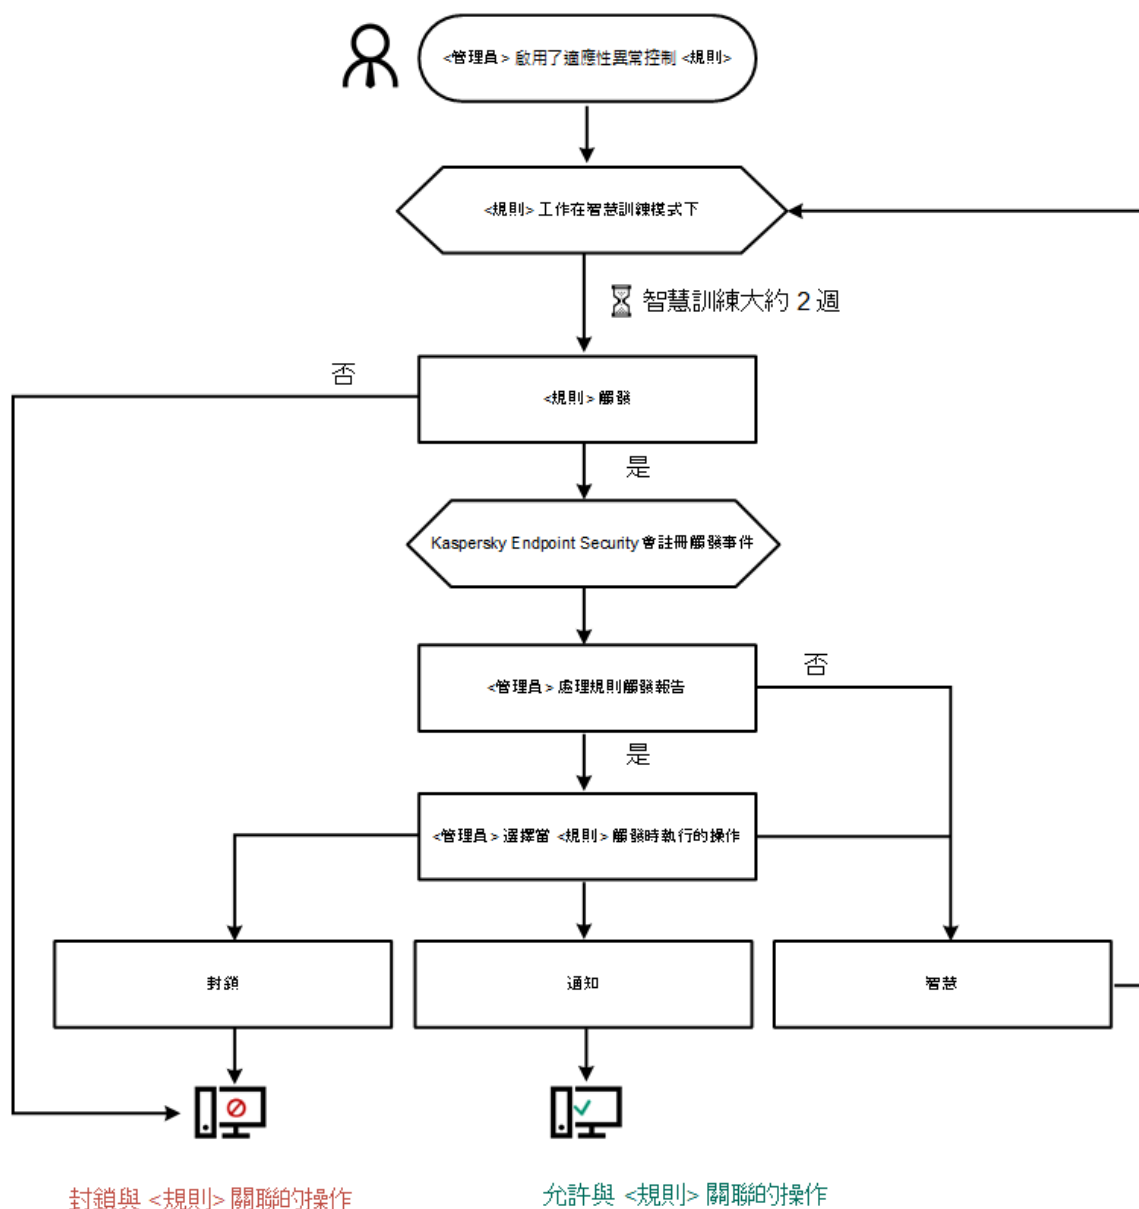 <管理員> 啟用了適應性異常控制 <規則>
<規則> 工作在智慧訓練模式下
智慧訓練大約 2 週
否
<規則> 觸發
是
Kaspersky Endpoint Security 會註冊觸發事件
否
<管理員> 處理規則觸發報告
是
<管理員> 選擇當 <規則> 觸發時執行的操作
封鎖
通知
智慧
封鎖與 <規則> 關聯的操作
允許與 <規則> 關聯的操作